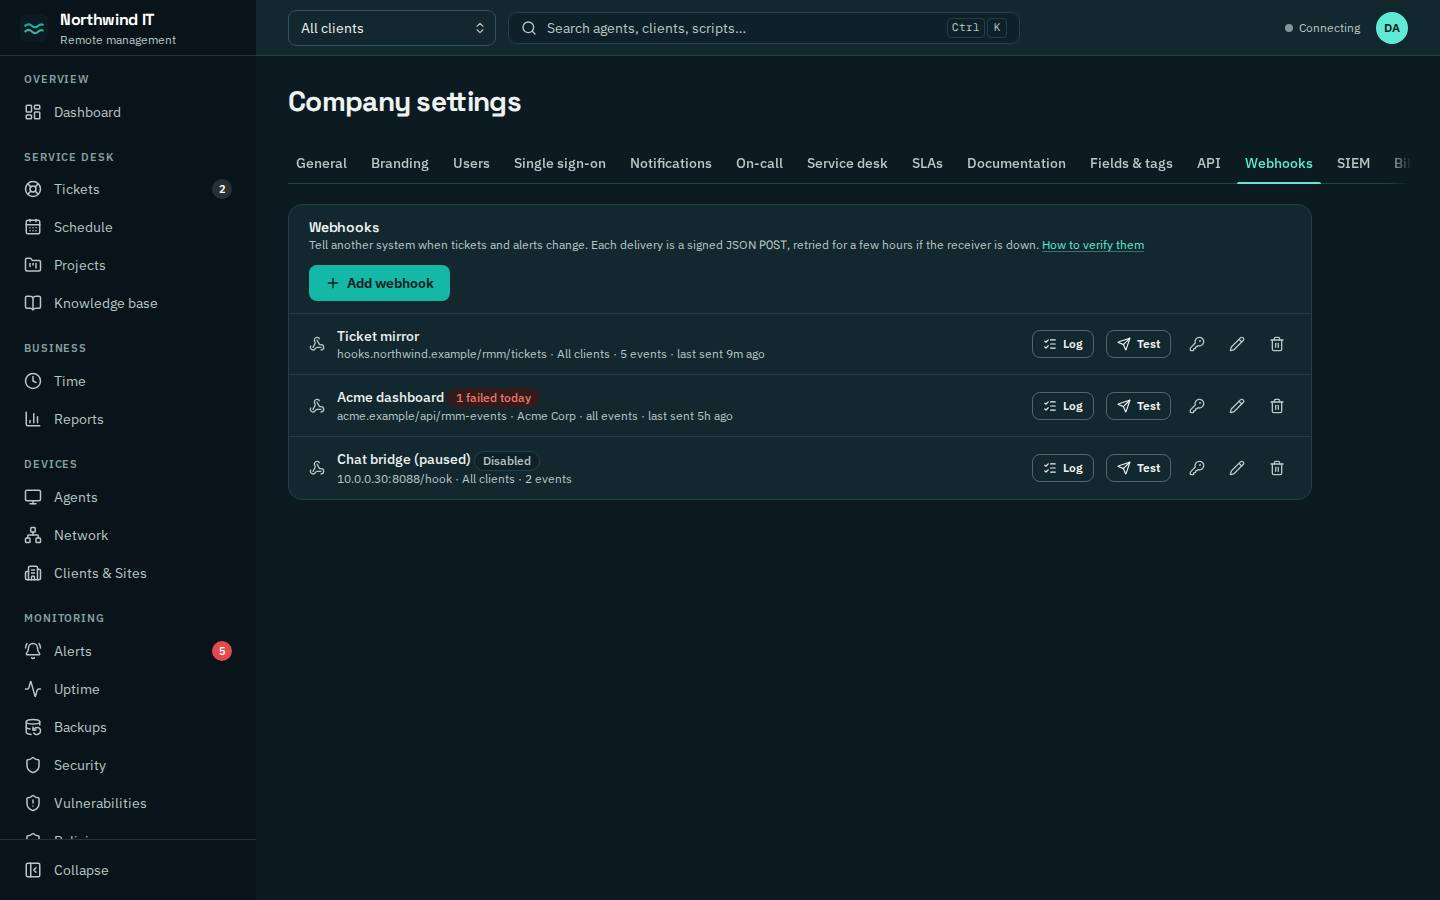 Northwind IT
Remote management
All clients
Search agents, clients, scripts...
Ctrl K
Connecting
DA
OVERVIEW
Dashboard
SERVICE DESK
Tickets 2
Schedule
Projects
Knowledge base
BUSINESS
Time
Reports
DEVICES
Agents
Network
Clients & Sites
MONITORING
Alerts 5
Uptime
Backups
Security
Vulnerabilities
Collapse
Company settings
General Branding Users Single sign-on Notifications On-call Service desk SLAs Documentation Fields & tags API Webhooks SIEM
Webhooks
Tell another system when tickets and alerts change. Each delivery is a signed JSON POST, retried for a few hours if the receiver is down. How to verify them
Add webhook
Ticket mirror
hooks.northwind.example/rmm/tickets · All clients · 5 events · last sent 9m ago
Log Test
Acme dashboard 1 failed today
acme.example/api/rmm-events · Acme Corp · all events · last sent 5h ago
Log Test
Chat bridge (paused) Disabled
10.0.0.30:8088/hook · All clients · 2 events
Log Test